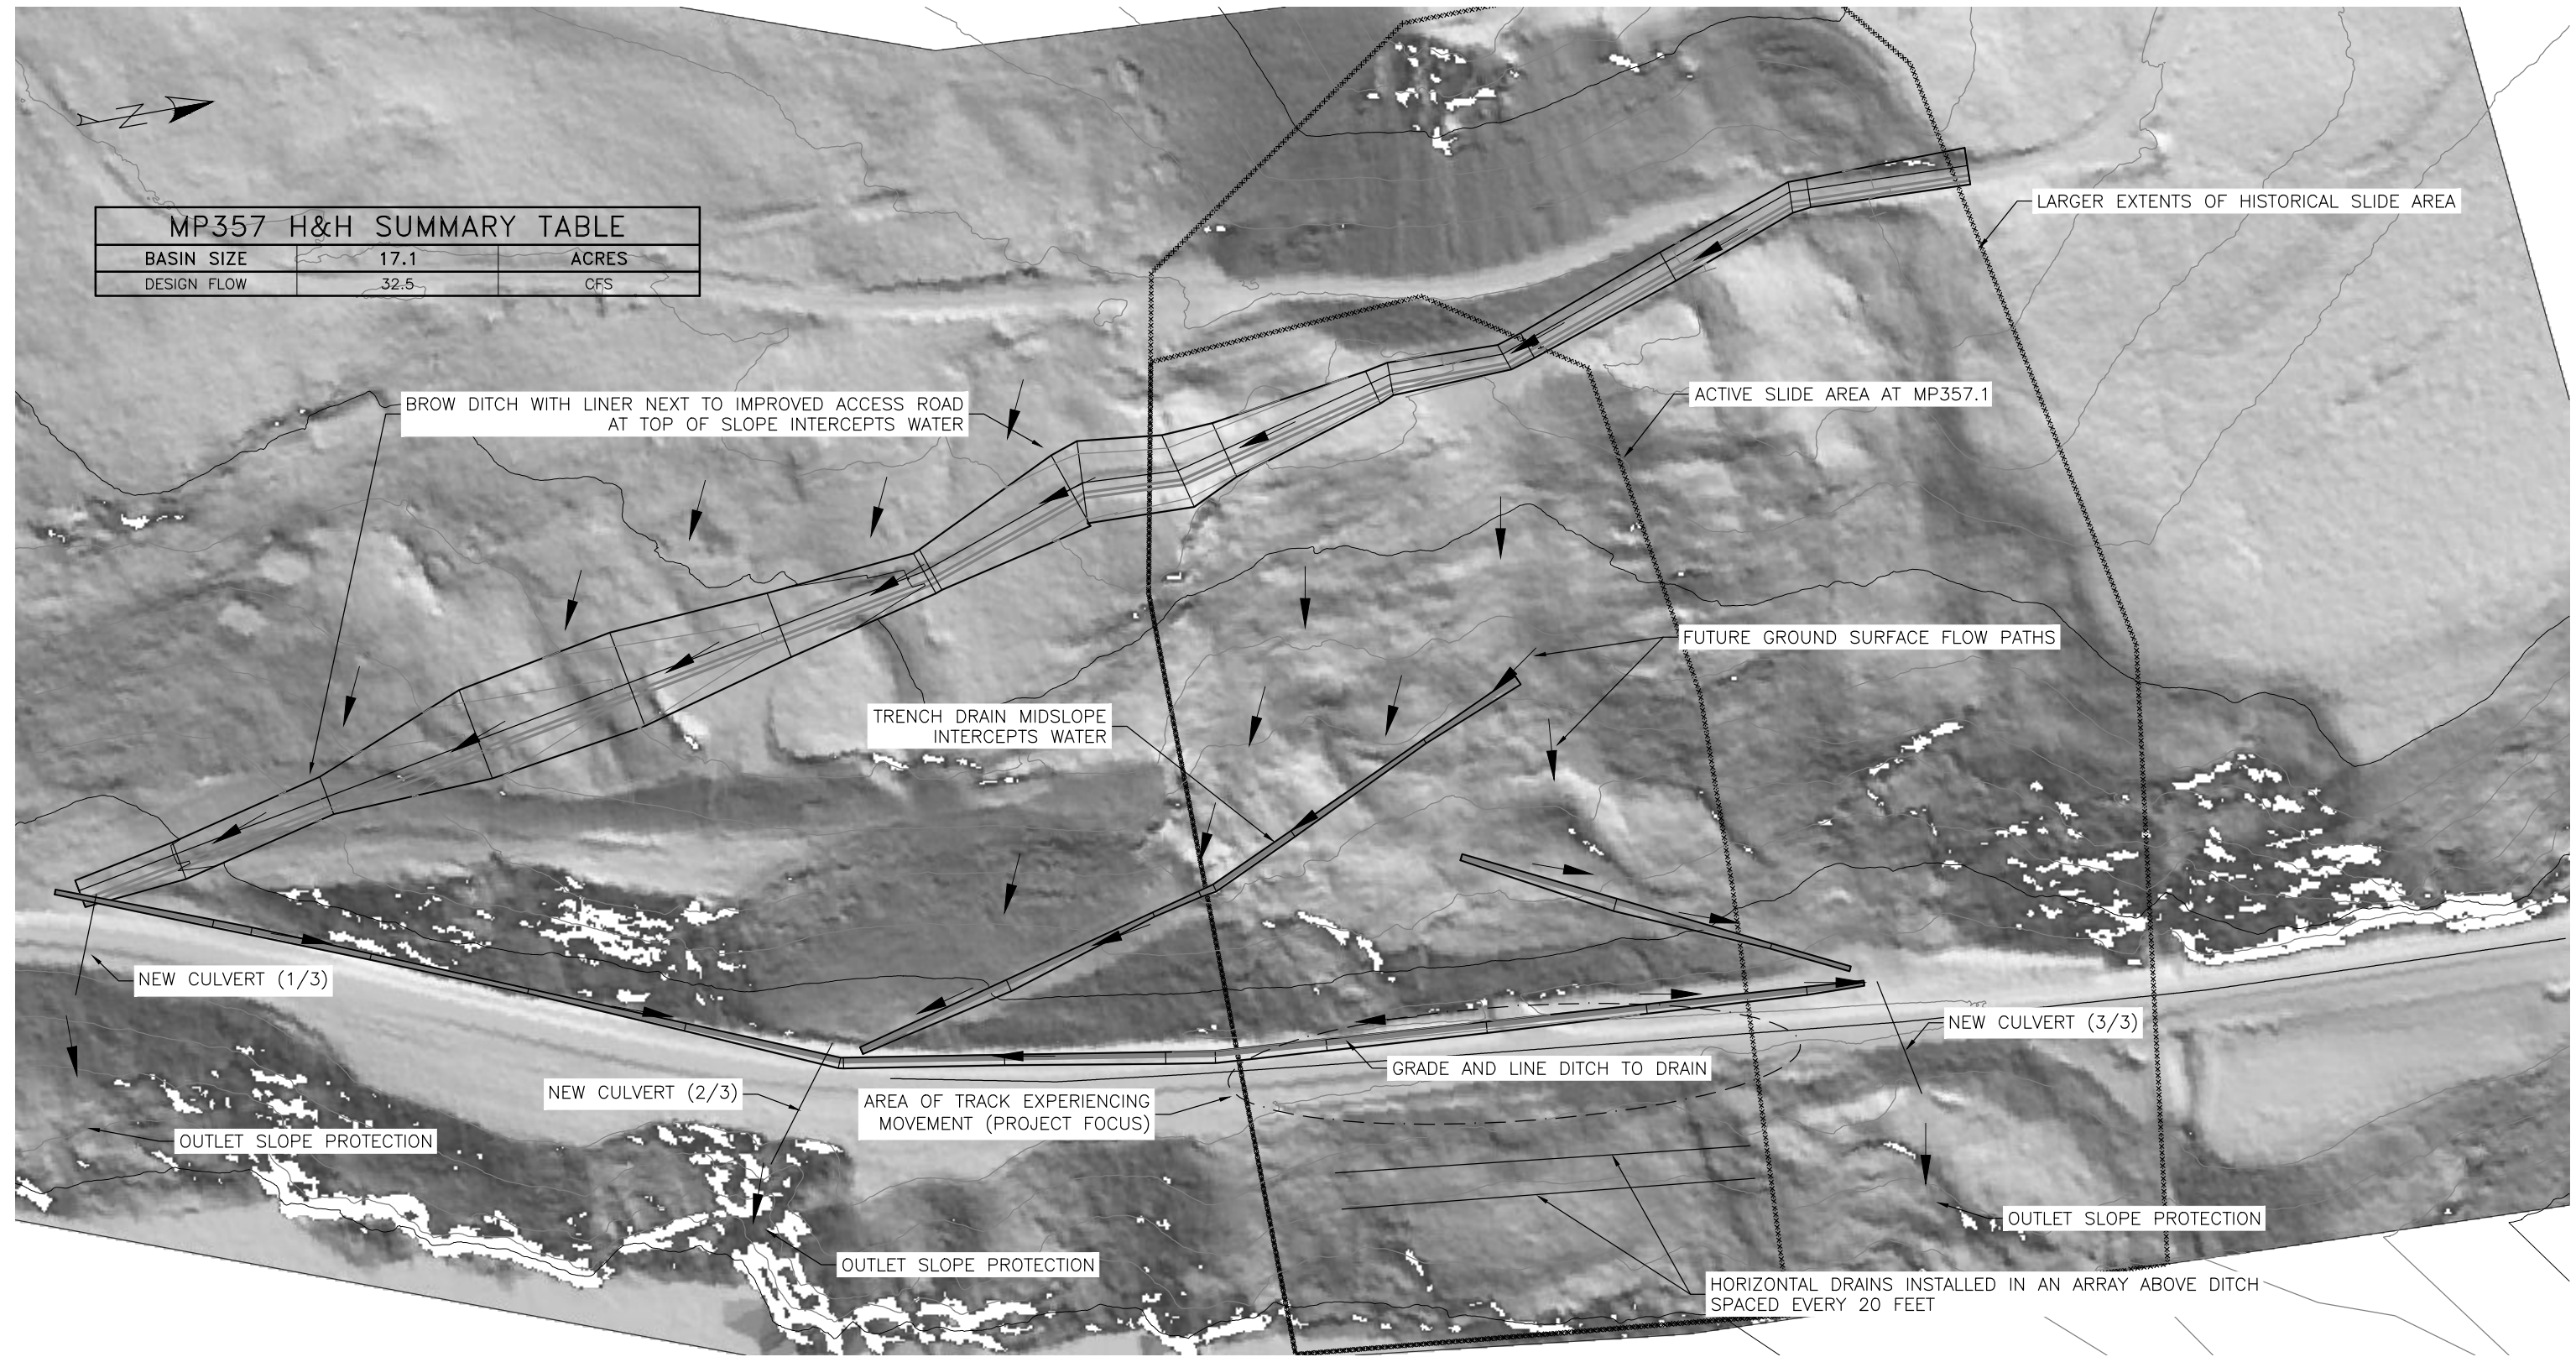 N
MP357 H&H SUMMARY TABLE
BASIN SIZE 17.1 ACRES
DESIGN FLOW 32.5 CFS
LARGER EXTENTS OF HISTORICAL SLIDE AREA
BROW DITCH WITH LINER NEXT TO IMPROVED ACCESS ROAD
AT TOP OF SLOPE INTERCEPTS WATER
ACTIVE SLIDE AREA AT MP357.1
FUTURE GROUND SURFACE FLOW PATHS
TRENCH DRAIN MIDSLOPE
INTERCEPTS WATER
NEW CULVERT (1/3)
NEW CULVERT (3/3)
GRADE AND LINE DITCH TO DRAIN
NEW CULVERT (2/3)
AREA OF TRACK EXPERIENCING
MOVEMENT (PROJECT FOCUS)
OUTLET SLOPE PROTECTION
OUTLET SLOPE PROTECTION
OUTLET SLOPE PROTECTION
HORIZONTAL DRAINS INSTALLED IN AN ARRAY ABOVE DITCH
SPACED EVERY 20 FEET